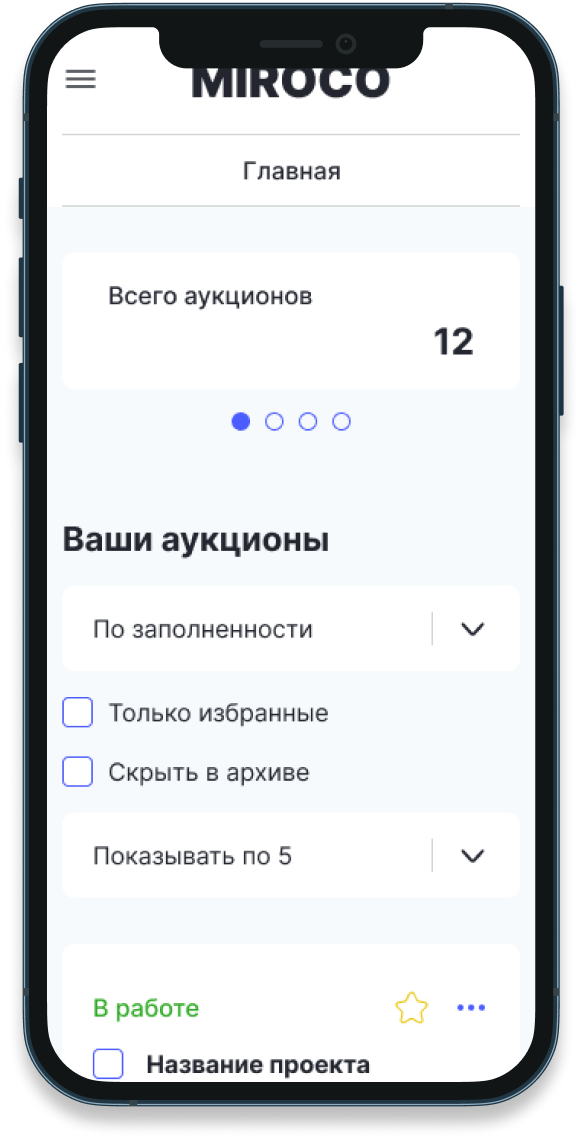 MIROCO
Главная
Всего аукционов
12
Ваши аукционы
По заполненности
Только избранные
Скрыть в архиве
Показывать по 5
В работе
Название проекта